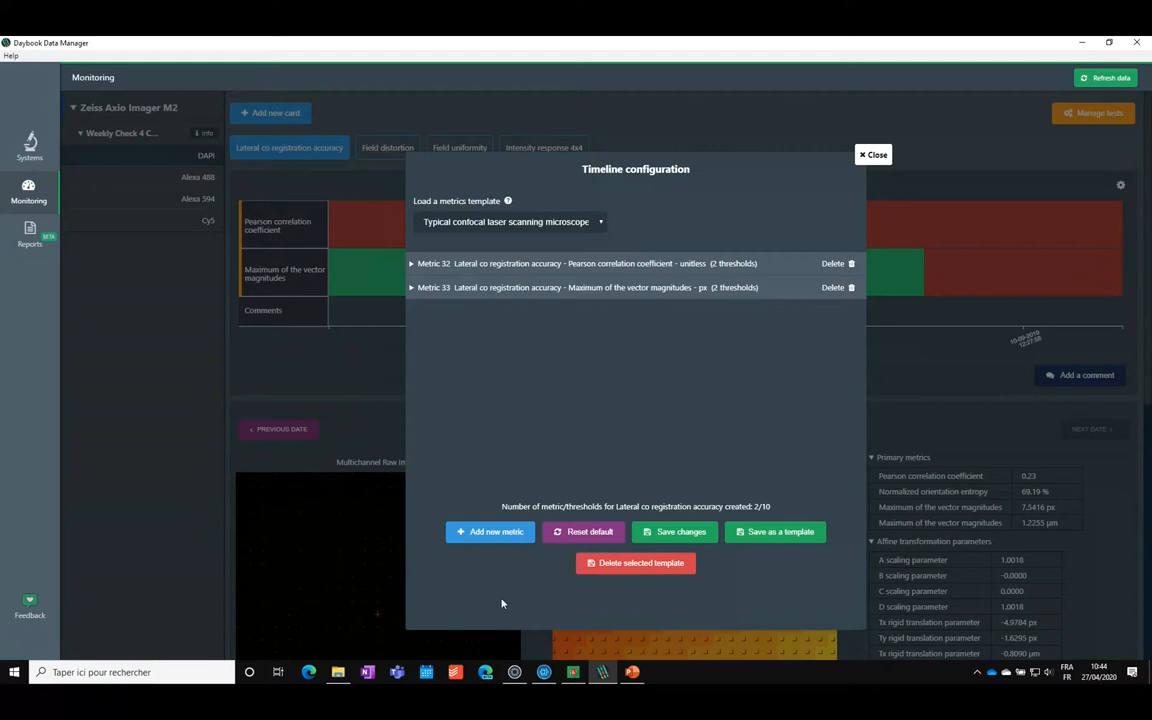 Daybook Data Manager
Help
Monitoring
Refresh data
Systems
Monitoring
Reports
BETA
Feedback
Zeiss Axio Imager M2
Weekly Check 4 C...
info
DAPI
Alexa 488
Alexa 594
Cy5
Add new card
Manage tests
Lateral co registration accuracy
Field distortion
Field uniformity
Intensity response 4x4
Pearson correlation
coefficient
Maximum of the vector
magnitudes
Comments
10-09-2019
12:27:58
Add a comment
Close
Timeline configuration
Load a metrics template
Typical confocal laser scanning microscope
Metric 32 Lateral co registration accuracy - Pearson correlation coefficient - unitless (2 thresholds)
Delete
Metric 33 Lateral co registration accuracy - Maximum of the vector magnitudes - px (2 thresholds)
Delete
Number of metric/thresholds for Lateral co registration accuracy created: 2/10
Add new metric
Reset default
Save changes
Save as a template
Delete selected template
PREVIOUS DATE
NEXT DATE
Multichannel Raw Im
Primary metrics
Pearson correlation coefficient 0.23
Normalized orientation entropy 69.19 %
Maximum of the vector magnitudes 7.5416 px
Maximum of the vector magnitudes 1.2255 μm
Affine transformation parameters
A scaling parameter 1.0018
B scaling parameter -0.0000
C scaling parameter 0.0000
D scaling parameter 1.0018
Tx rigid translation parameter -4.9784 px
Ty rigid translation parameter -1.6295 px
Tx rigid translation parameter -0.8090 μm
Taper ici pour rechercher
FRA
FR
10:44
27/04/2020